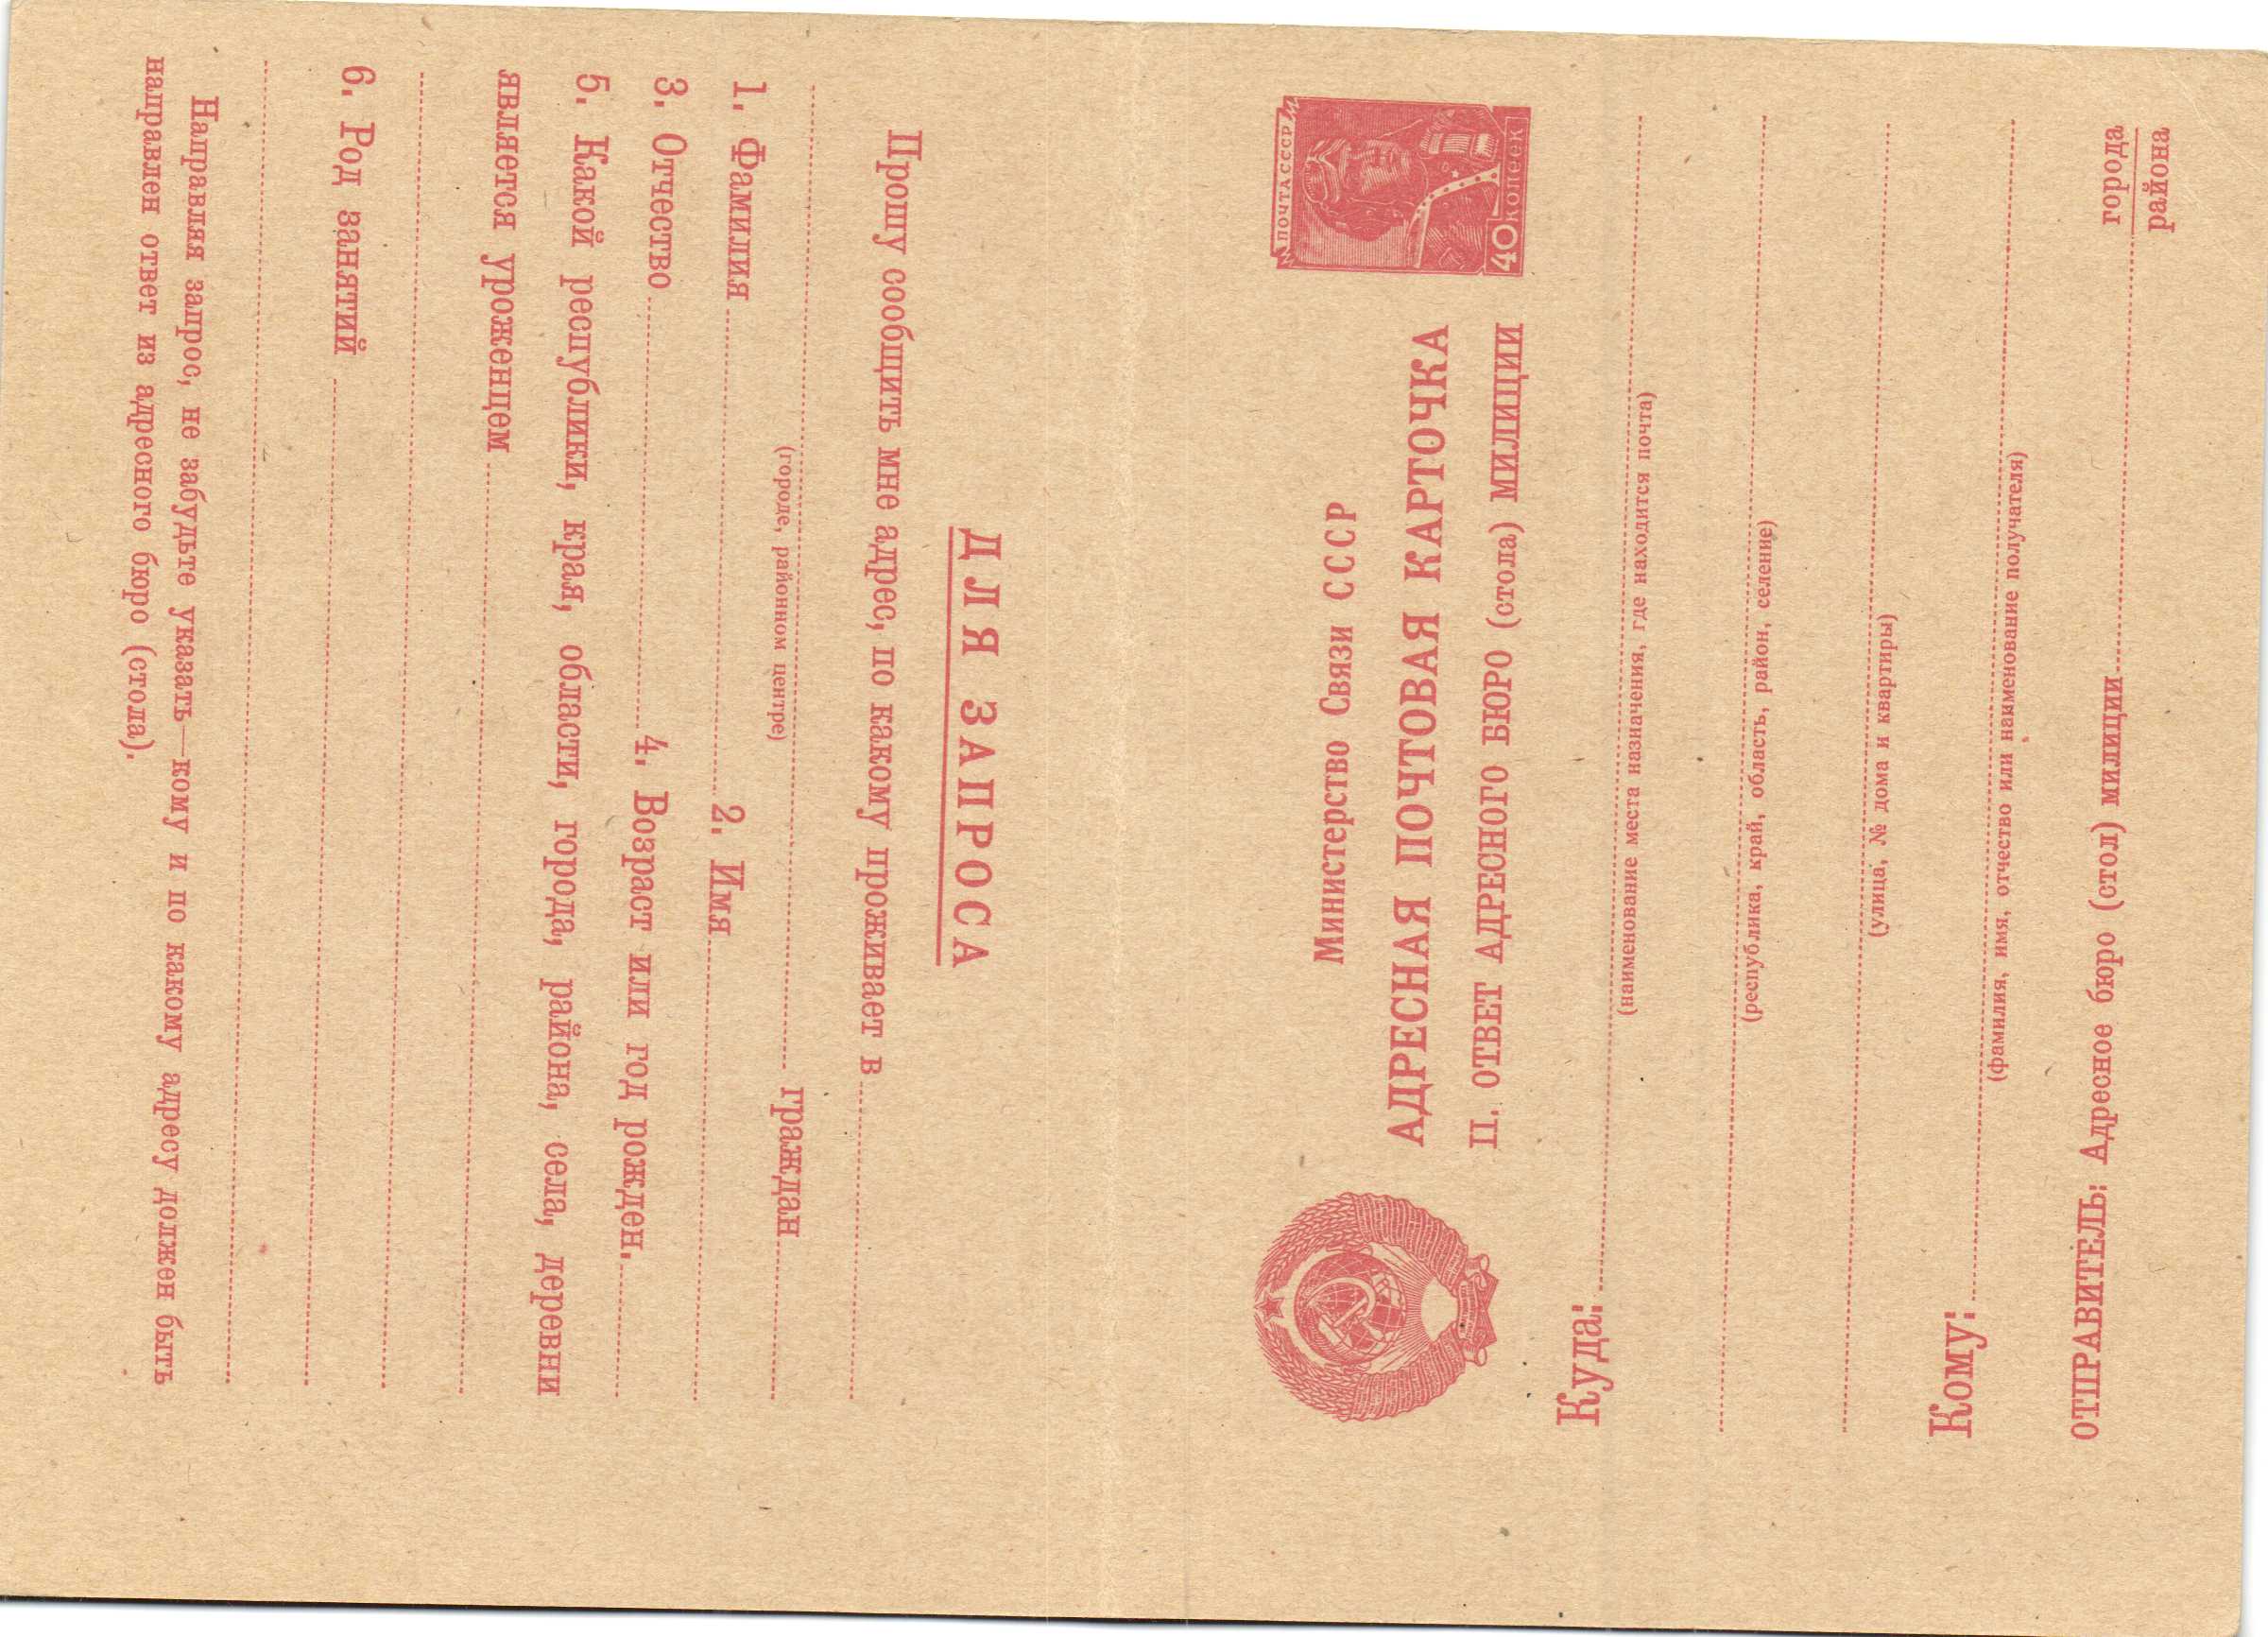 ДЛЯ ЗАПРОСА
Прошу сообщить мне адрес, по какому проживает в
граждан
(городе, районном центре)
1. Фамилия 2. Имя
3. Отчество 4. Возраст или год рожден.
5. Какой республики, края, области, города, района, села, деревни
является уроженцем
6. Род занятий
Направляя запрос, не забудьте указать—кому и по какому адресу должен быть
направлен ответ из адресного бюро (стола).
Министерство Связи СССР
АДРЕСНАЯ ПОЧТОВАЯ КАРТОЧКА
II. ОТВЕТ АДРЕСНОГО БЮРО (стола) МИЛИЦИИ
ПОЧТА СССР
40 КОПЕЕК
Куда:
(наименование места назначения, где находится почта)
(республика, край, область, район, селение)
(улица, № дома и квартиры)
Кому:
(фамилия, имя, отчество или наименование получателя)
ОТПРАВИТЕЛЬ: Адресное бюро (стол) милиции
города
района